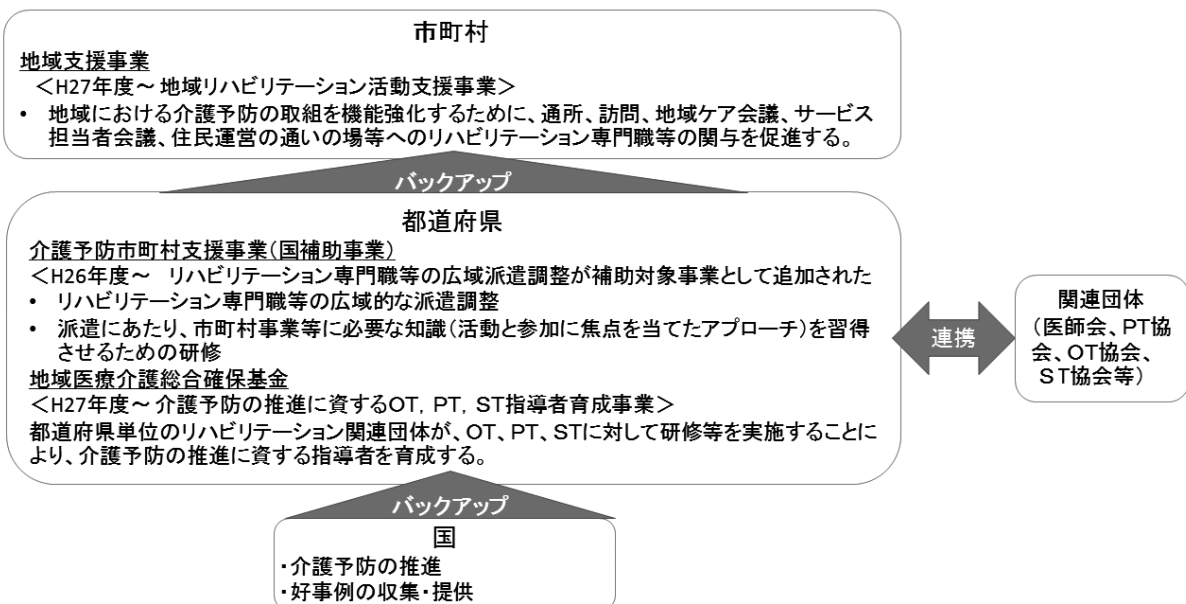 市町村
地域支援事業
＜H27年度～ 地域リハビリテーション活動支援事業＞
• 地域における介護予防の取組を機能強化するために、通所、訪問、地域ケア会議、サービス
担当者会議、住民運営の通いの場等へのリハビリテーション専門職等の関与を促進する。
バックアップ
都道府県
介護予防市町村支援事業（国補助事業）
＜H26年度～ リハビリテーション専門職等の広域派遣調整が補助対象事業として追加された
• リハビリテーション専門職等の広域的な派遣調整
• 派遣にあたり、市町村事業等に必要な知識（活動と参加に焦点を当てたアプローチ）を習得
させるための研修
地域医療介護総合確保基金
＜H27年度～ 介護予防の推進に資するOT, PT, ST指導者育成事業＞
都道府県単位のリハビリテーション関連団体が、OT、PT、STに対して研修等を実施することに
より、介護予防の推進に資する指導者を育成する。
連携
関連団体
（医師会、PT協
会、OT協会、
ST協会等）
バックアップ
国
・介護予防の推進
・好事例の収集・提供